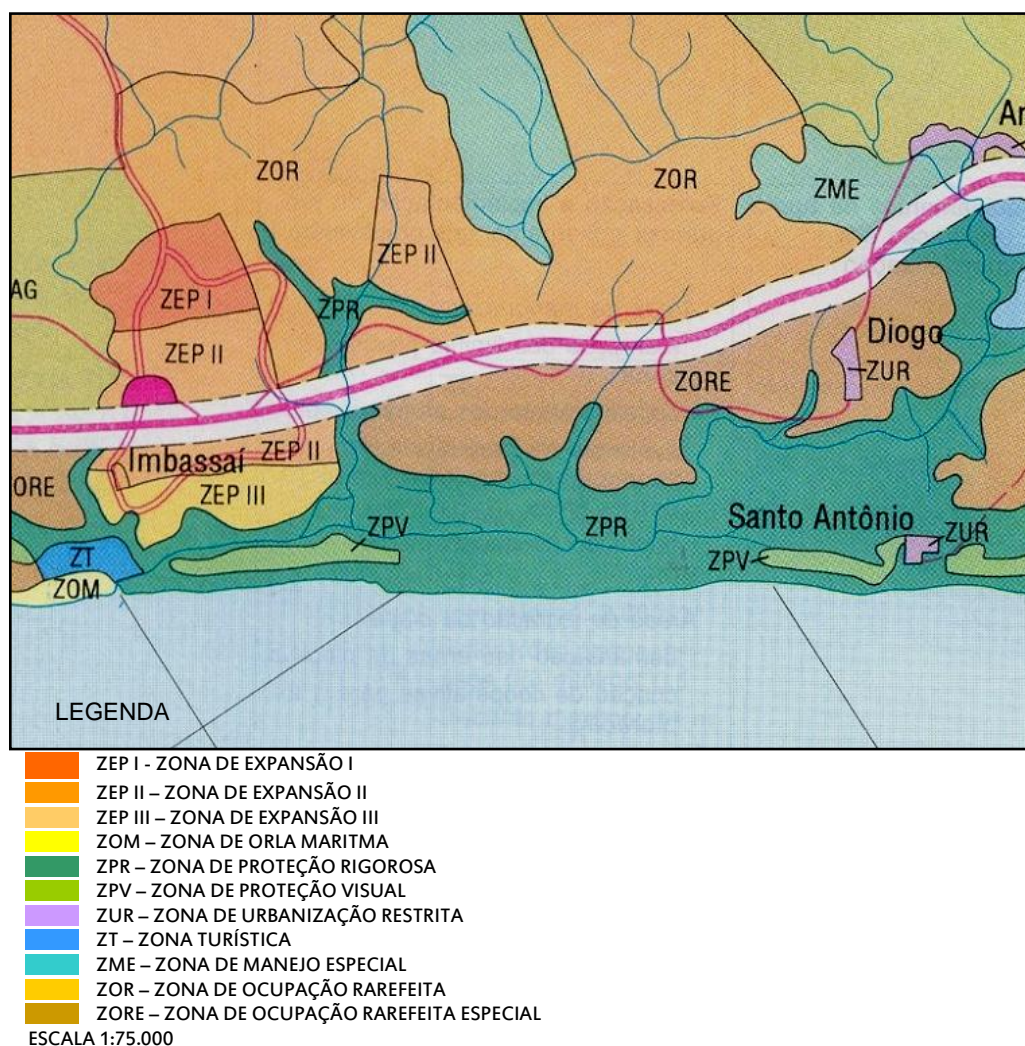 Ar
ZOR
ZOR
ZME
ZEP II
AG
ZEP I
ZPR
Diogo
ZEP II
ZORE
ZUR
Imbassaí
ZEP II
ORE
ZEP III
Santo Antônio
ZPV
ZPR
ZUR
ZT
ZPV
ZOM
LEGENDA
ZEP I - ZONA DE EXPANSÃO I
ZEP II – ZONA DE EXPANSÃO II
ZEP III – ZONA DE EXPANSÃO III
ZOM – ZONA DE ORLA MARITMA
ZPR – ZONA DE PROTEÇÃO RIGOROSA
ZPV – ZONA DE PROTEÇÃO VISUAL
ZUR – ZONA DE URBANIZAÇÃO RESTRITA
ZT – ZONA TURÍSTICA
ZME – ZONA DE MANEJO ESPECIAL
ZOR – ZONA DE OCUPAÇÃO RAREFEITA
ZORE – ZONA DE OCUPAÇÃO RAREFEITA ESPECIAL
ESCALA 1:75.000